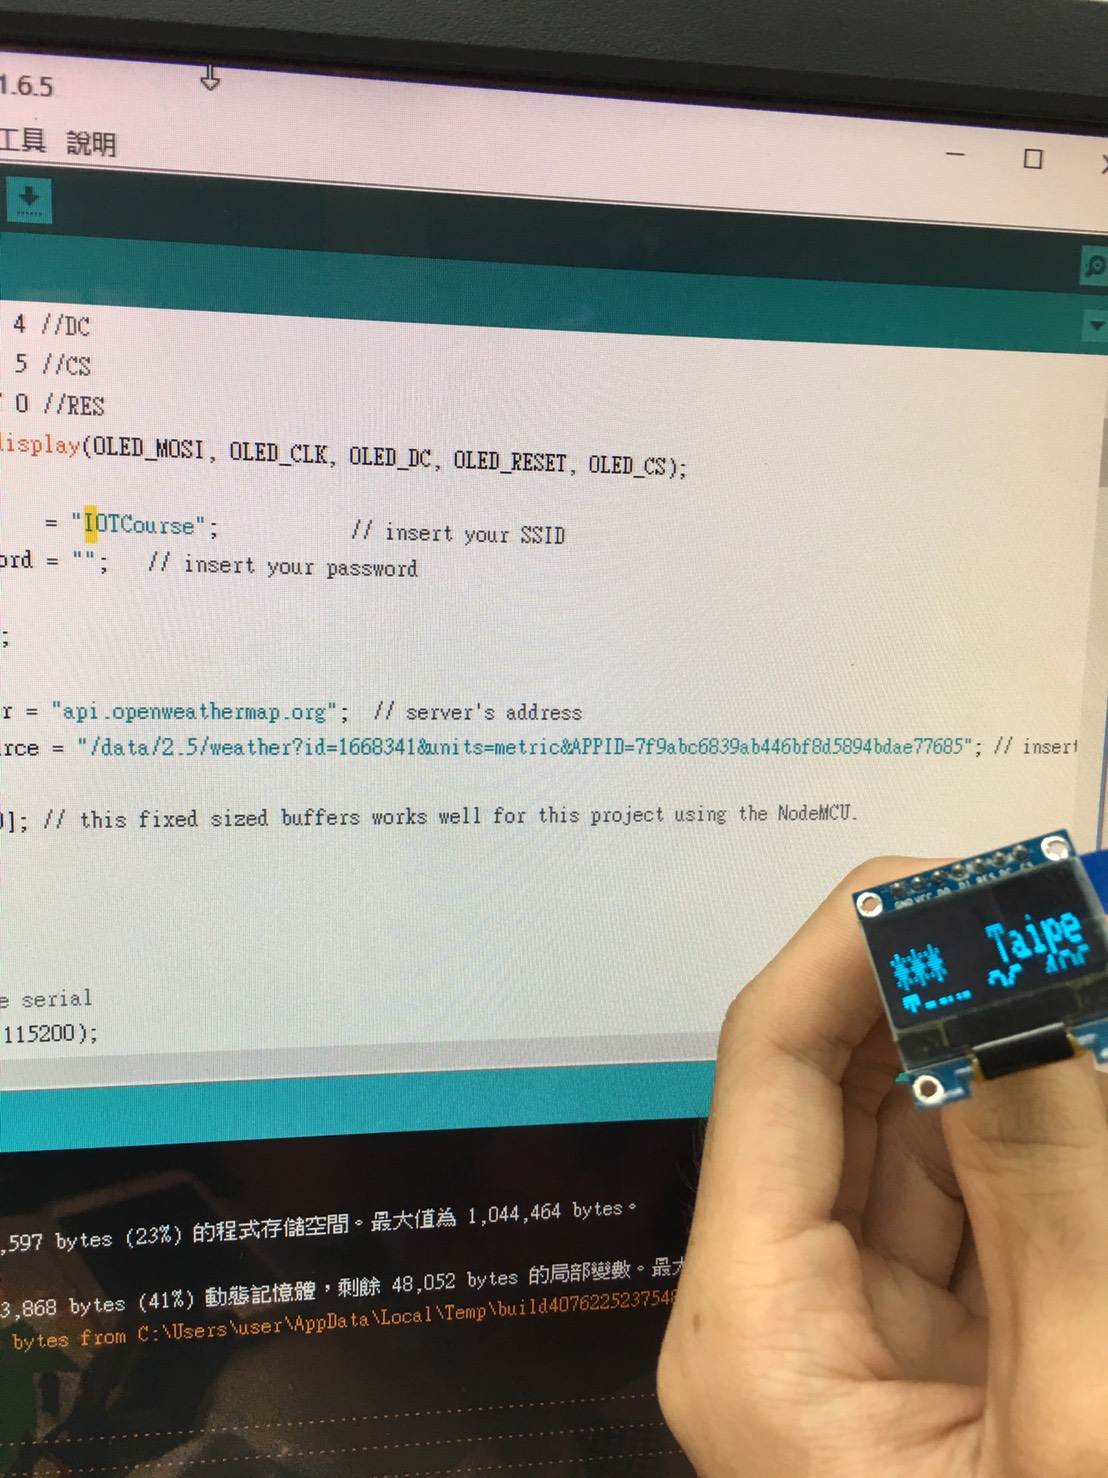 1.6.5
工具 說明
4 //DC
5 //CS
0 //RES
display(OLED_MOSI, OLED_CLK, OLED_DC, OLED_RESET, OLED_CS);
= "IOTCourse"; // insert your SSID
ord = ""; // insert your password
;
r = "api.openweathermap.org"; // server's address
rce = "/data/2.5/weather?id=1668341&units=metric&APPID=7f9abc6839ab446bf8d5894bdae77685"; // insert
]; // this fixed sized buffers works well for this project using the NodeMCU.
GND VCC D0 D1 RES DC CS
Taipe
e serial
115200);
,597 bytes (23%) 的程式存儲空間。最大值為 1,044,464 bytes。
3,868 bytes (41%) 動態記憶體，剩餘 48,052 bytes 的局部變數。最大
bytes from C:\Users\user\AppData\Local\Temp\build4076225237548